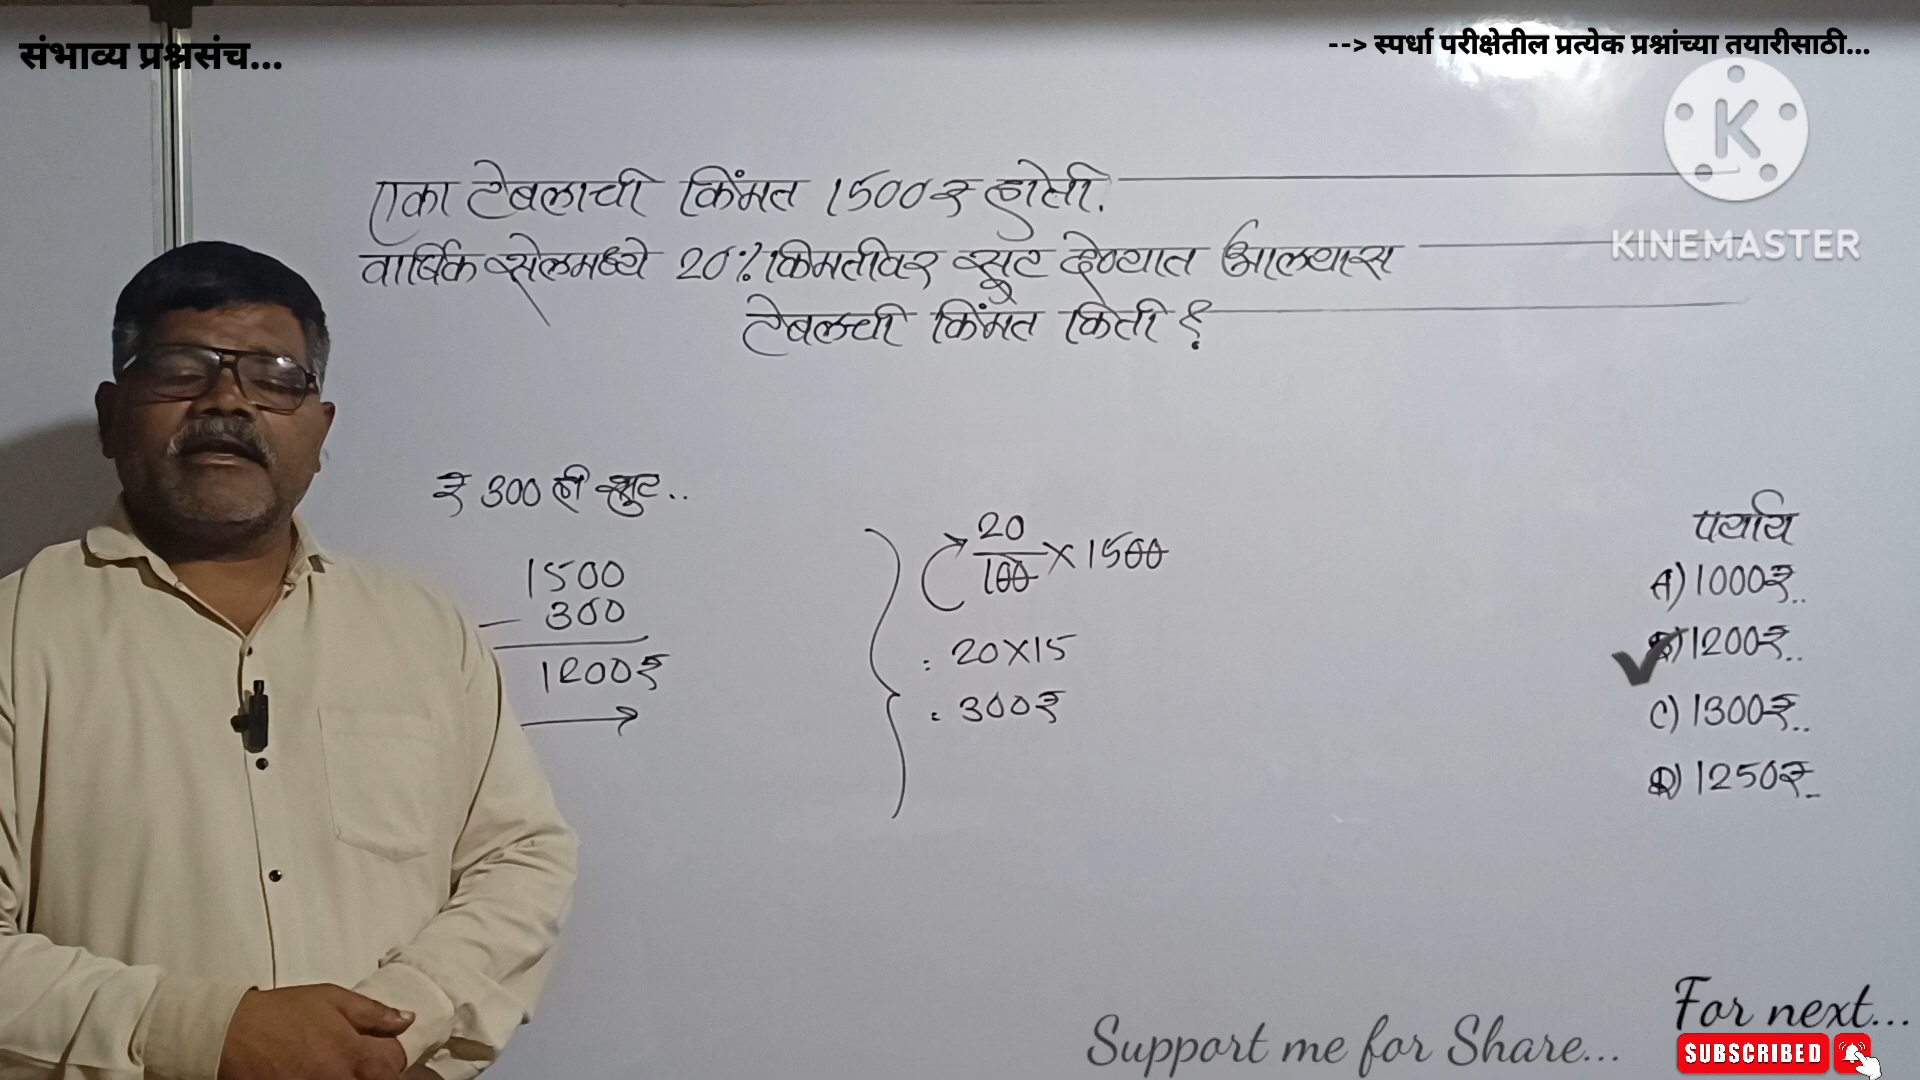 संभाव्य प्रश्नसंच...
--> स्पर्धा परीक्षेतील प्रत्येक प्रश्नांच्या तयारीसाठी...
K
KINEMASTER
एका टेबलाची किंमत 1500₹ होती.
वार्षिक सेलमध्ये 20% किमतीवर सूट देण्यात आल्यास
टेबलची किंमत किती ?
₹ 300 ही सुट..
1500
- 300
1200₹
20/100 × 1500
: 20×15
: 300₹
पर्याय
A) 1000₹..
B) 1200₹..
C) 1300₹..
D) 1250₹..
Support me for Share...
For next...
SUBSCRIBED